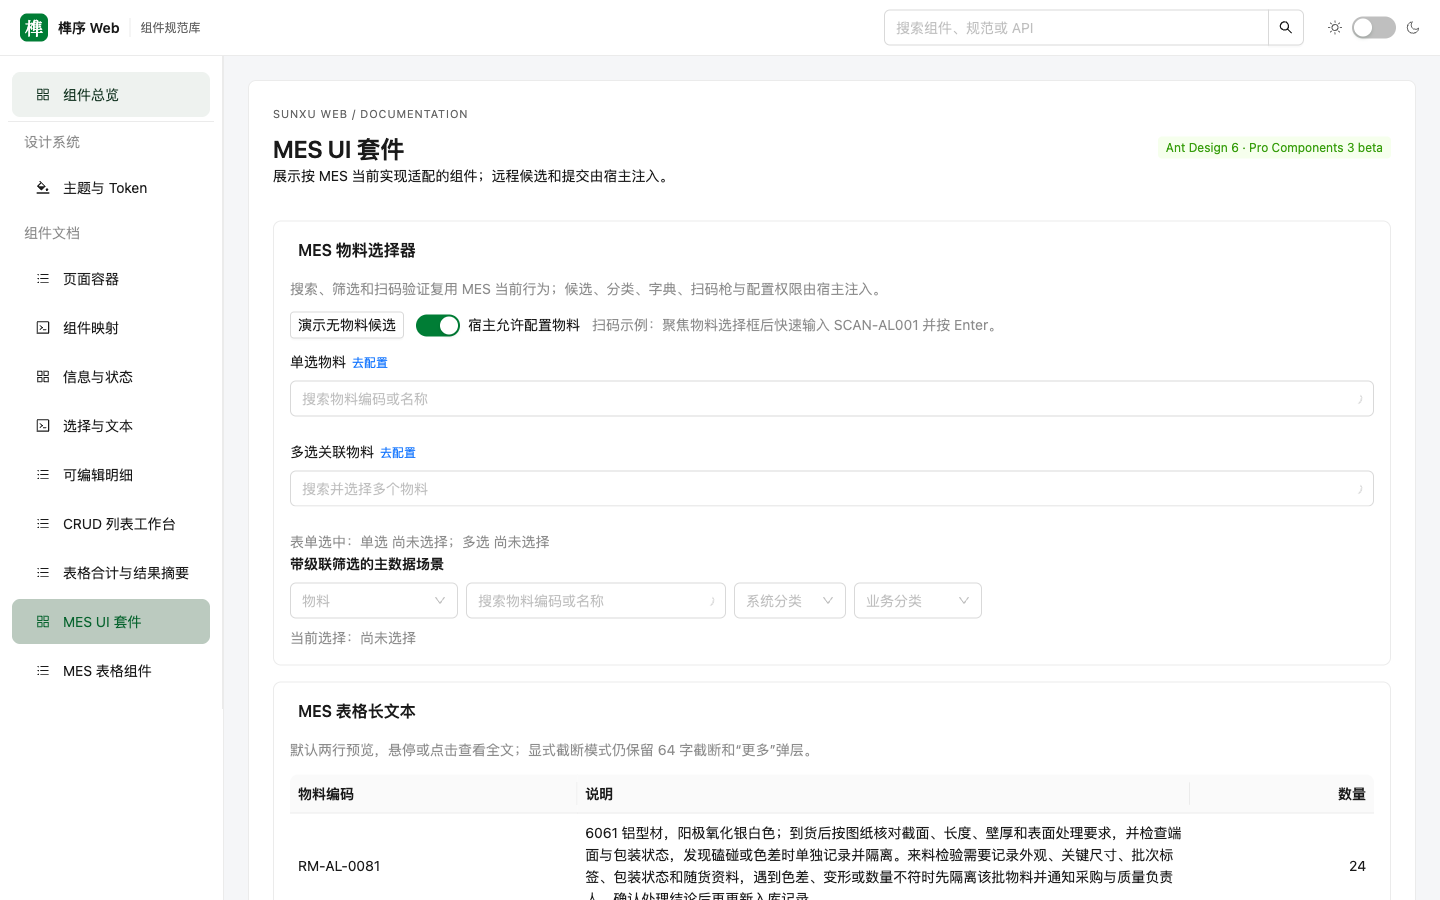 榫
榫序 Web
组件规范库
搜索组件、规范或 API
组件总览
设计系统
主题与 Token
组件文档
页面容器
组件映射
信息与状态
选择与文本
可编辑明细
CRUD 列表工作台
表格合计与结果摘要
MES UI 套件
MES 表格组件
SUNXU WEB / DOCUMENTATION
MES UI 套件
Ant Design 6 · Pro Components 3 beta
展示按 MES 当前实现适配的组件；远程候选和提交由宿主注入。
MES 物料选择器
搜索、筛选和扫码验证复用 MES 当前行为；候选、分类、字典、扫码枪与配置权限由宿主注入。
演示无物料候选
宿主允许配置物料
扫码示例：聚焦物料选择框后快速输入 SCAN-AL001 并按 Enter。
单选物料 去配置
搜索物料编码或名称
多选关联物料 去配置
搜索并选择多个物料
表单选中：单选 尚未选择；多选 尚未选择
带级联筛选的主数据场景
物料 搜索物料编码或名称 系统分类 业务分类
当前选择：尚未选择
MES 表格长文本
默认两行预览，悬停或点击查看全文；显式截断模式仍保留 64 字截断和“更多”弹层。
物料编码 说明 数量
6061 铝型材，阳极氧化银白色；到货后按图纸核对截面、长度、壁厚和表面处理要求，并检查端
面与包装状态，发现磕碰或色差时单独记录并隔离。来料检验需要记录外观、关键尺寸、批次标
RM-AL-0081 24
签、包装状态和随货资料，遇到色差、变形或数量不符时先隔离该批物料并通知采购与质量负责
人，确认处理结论后再更新入库记录。